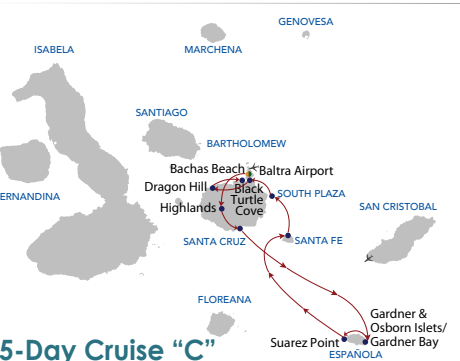 GENOVESA
ISABELA
MARCHENA
SANTIAGO
BARTHOLOMEW
Bachas Beach
Baltra Airport
Dragon Hill
Black
Turtle
Cove
SOUTH PLAZA
ERNANDINA
Highlands
SAN CRISTOBAL
SANTA CRUZ
SANTA FE
FLOREANA
Gardner &
Osborn Islets/
Gardner Bay
Suarez Point
ESPAÑOLA
5-Day Cruise “C”